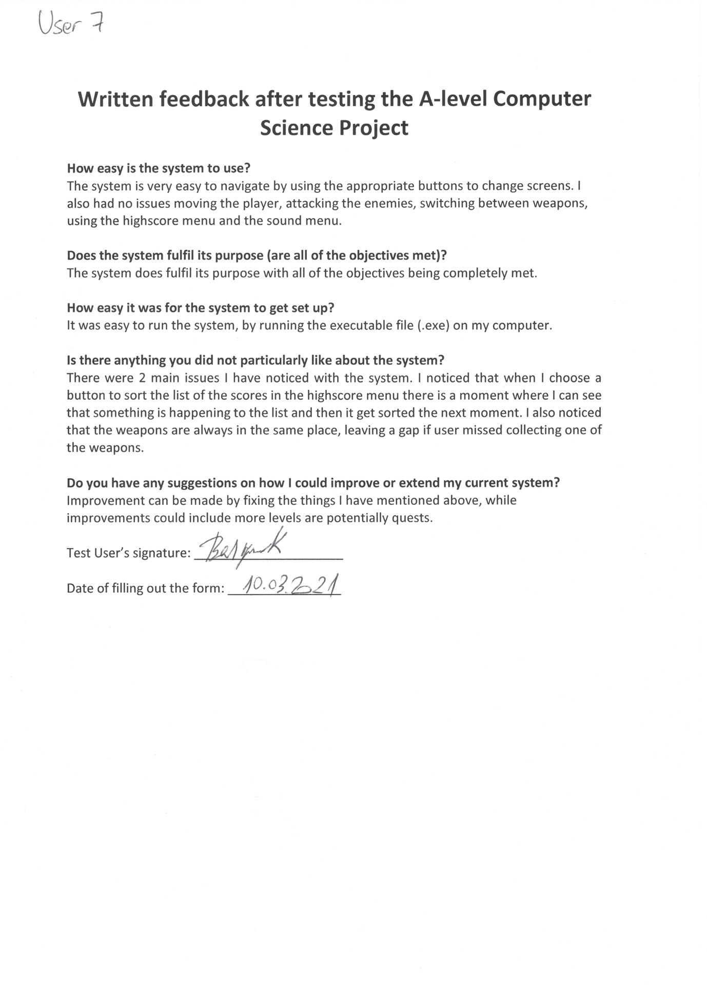 User 7
Written feedback after testing the A-level Computer
Science Project
How easy is the system to use?
The system is very easy to navigate by using the appropriate buttons to change screens. I
also had no issues moving the player, attacking the enemies, switching between weapons,
using the highscore menu and the sound menu.
Does the system fulfil its purpose (are all of the objectives met)?
The system does fulfil its purpose with all of the objectives being completely met.
How easy it was for the system to get set up?
It was easy to run the system, by running the executable file (.exe) on my computer.
Is there anything you did not particularly like about the system?
There were 2 main issues I have noticed with the system. I noticed that when I choose a
button to sort the list of the scores in the highscore menu there is a moment where I can see
that something is happening to the list and then it get sorted the next moment. I also noticed
that the weapons are always in the same place, leaving a gap if user missed collecting one of
the weapons.
Do you have any suggestions on how I could improve or extend my current system?
Improvement can be made by fixing the things I have mentioned above, while
improvements could include more levels are potentially quests.
Test User's signature:
Date of filling out the form: 10.03.2021